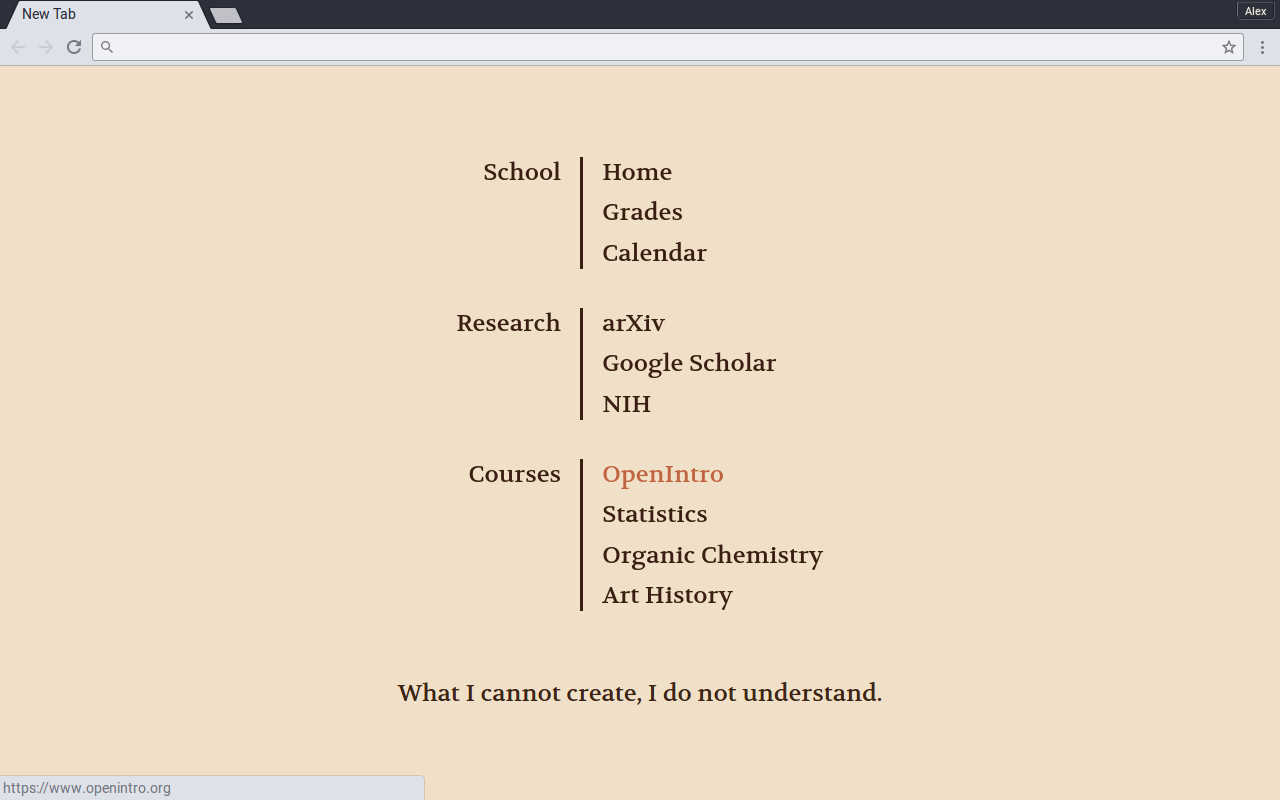 New Tab
Alex
School
Home
Grades
Calendar
Research
arXiv
Google Scholar
NIH
Courses
OpenIntro
Statistics
Organic Chemistry
Art History
What I cannot create, I do not understand.
https://www.openintro.org